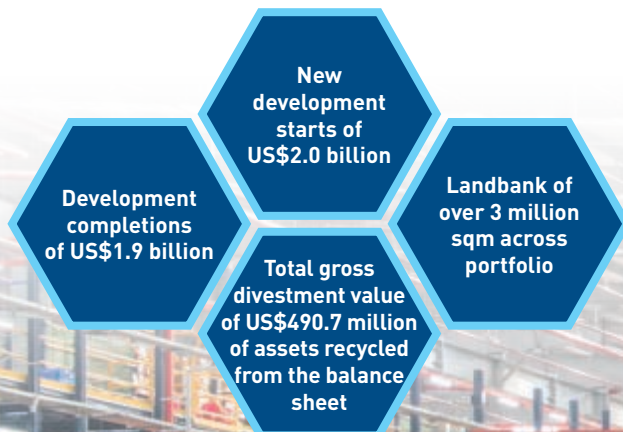 New
development
starts of
US$2.0 billion
Development
completions
of US$1.9 billion
Landbank of
over 3 million
sqm across
portfolio
Total gross
divestment value
of US$490.7 million
of assets recycled
from the balance
sheet